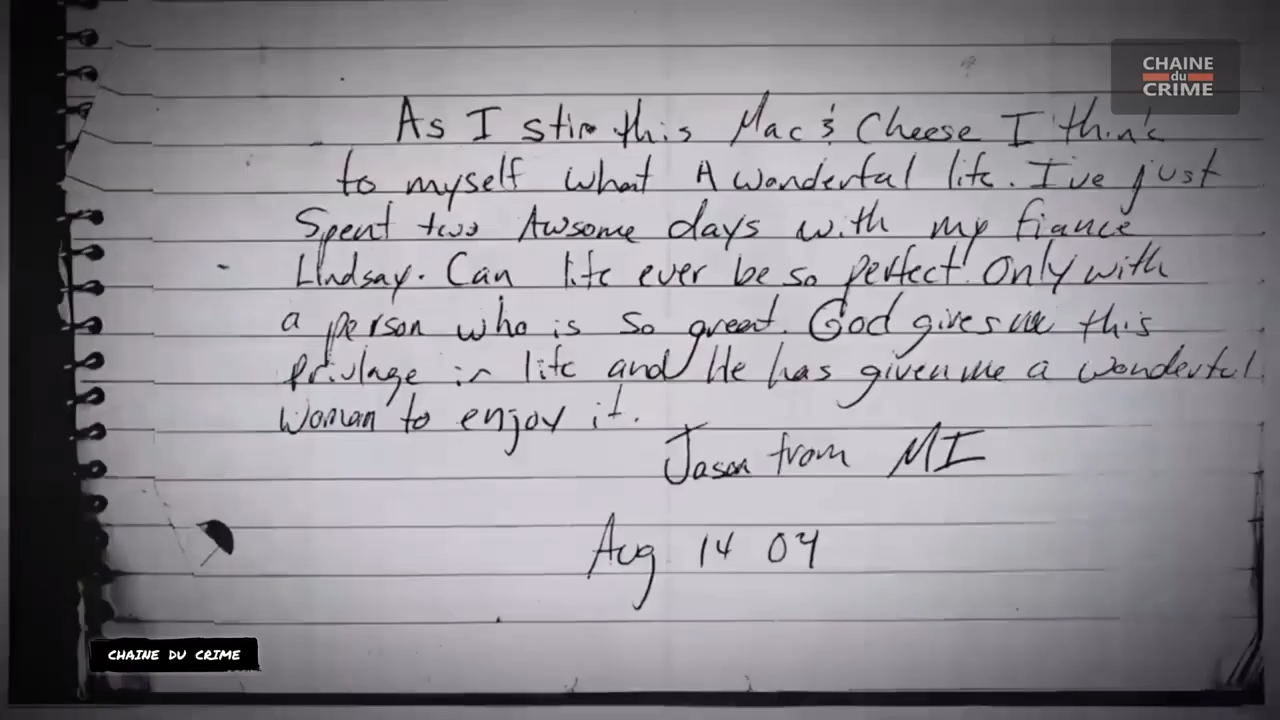 CHAINE
du
CRIME
As I stir this Mac & Cheese I think
to myself what A wonderful life. I've just
Spent two Awsome days with my fiance
Lindsay. Can life ever be so perfect! Only with
a person who is so great. God gives me this
privlage in life and He has given me a wonderful
woman to enjoy it.
Jason from MI
Aug 14 04
CHAINE DU CRIME